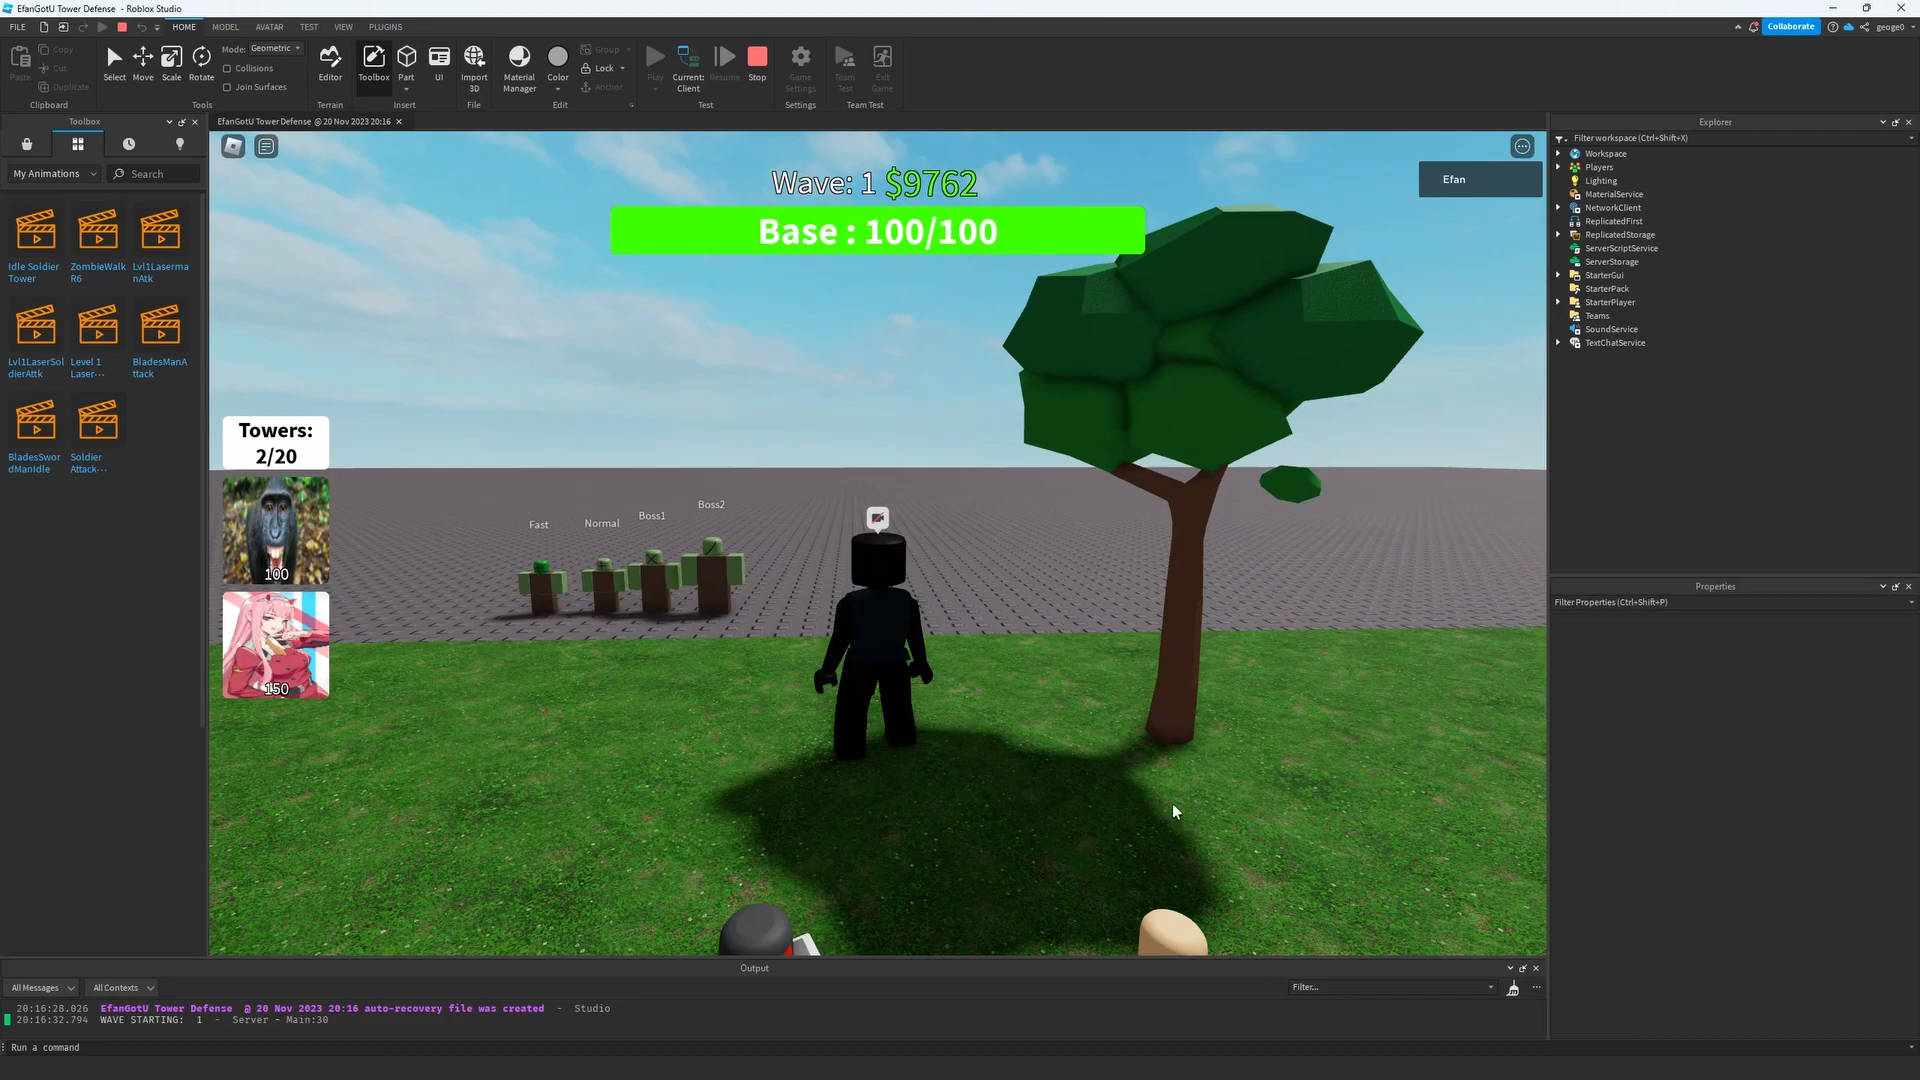 EfanGotU Tower Defense - Roblox Studio
FILE
HOME
MODEL
AVATAR
TEST
VIEW
PLUGINS
Collaborate
geoge0
Paste
Copy
Cut
Duplicate
Clipboard
Select
Move
Scale
Rotate
Mode: Geometric
Collisions
Join Surfaces
Tools
Editor
Terrain
Toolbox
Part
UI
Insert
Import
3D
File
Material
Manager
Color
Group
Lock
Anchor
Edit
Play
Current:
Client
Resume
Stop
Test
Game
Settings
Settings
Team
Test
Exit
Game
Team Test
Toolbox
My Animations
Search
Idle Soldier
Tower
ZombieWalk
R6
Lvl1Laserma
nAtk
Lvl1LaserSol
dierAttk
Level 1
Laser···
BladesManA
ttack
BladesSwor
dManIdle
Soldier
Attack···
EfanGotU Tower Defense @ 20 Nov 2023 20:16
Wave: 1 $9762
Base : 100/100
Efan
Towers:
2/20
100
150
Fast
Normal
Boss1
Boss2
Explorer
Filter workspace (Ctrl+Shift+X)
Workspace
Players
Lighting
MaterialService
NetworkClient
ReplicatedFirst
ReplicatedStorage
ServerScriptService
ServerStorage
StarterGui
StarterPack
StarterPlayer
Teams
SoundService
TextChatService
Properties
Filter Properties (Ctrl+Shift+P)
Output
All Messages
All Contexts
Filter...
20:16:28.026 EfanGotU Tower Defense @ 20 Nov 2023 20:16 auto-recovery file was created - Studio
20:16:32.794 WAVE STARTING: 1 - Server - Main:30
Run a command